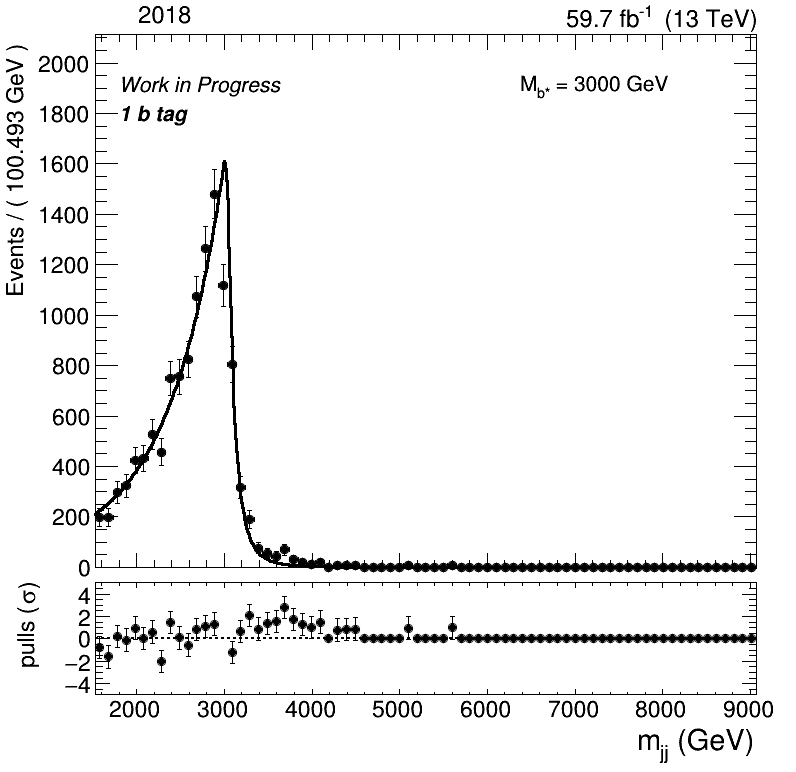 2018 59.7 fb⁻¹ (13 TeV)
Events / ( 100.493 GeV )
2000
1800
1600
1400
1200
1000
800
600
400
200
0
Work in Progress
1 b tag
M_b* = 3000 GeV
pulls (σ)
4
2
0
−2
−4
2000 3000 4000 5000 6000 7000 8000 9000
m_jj (GeV)